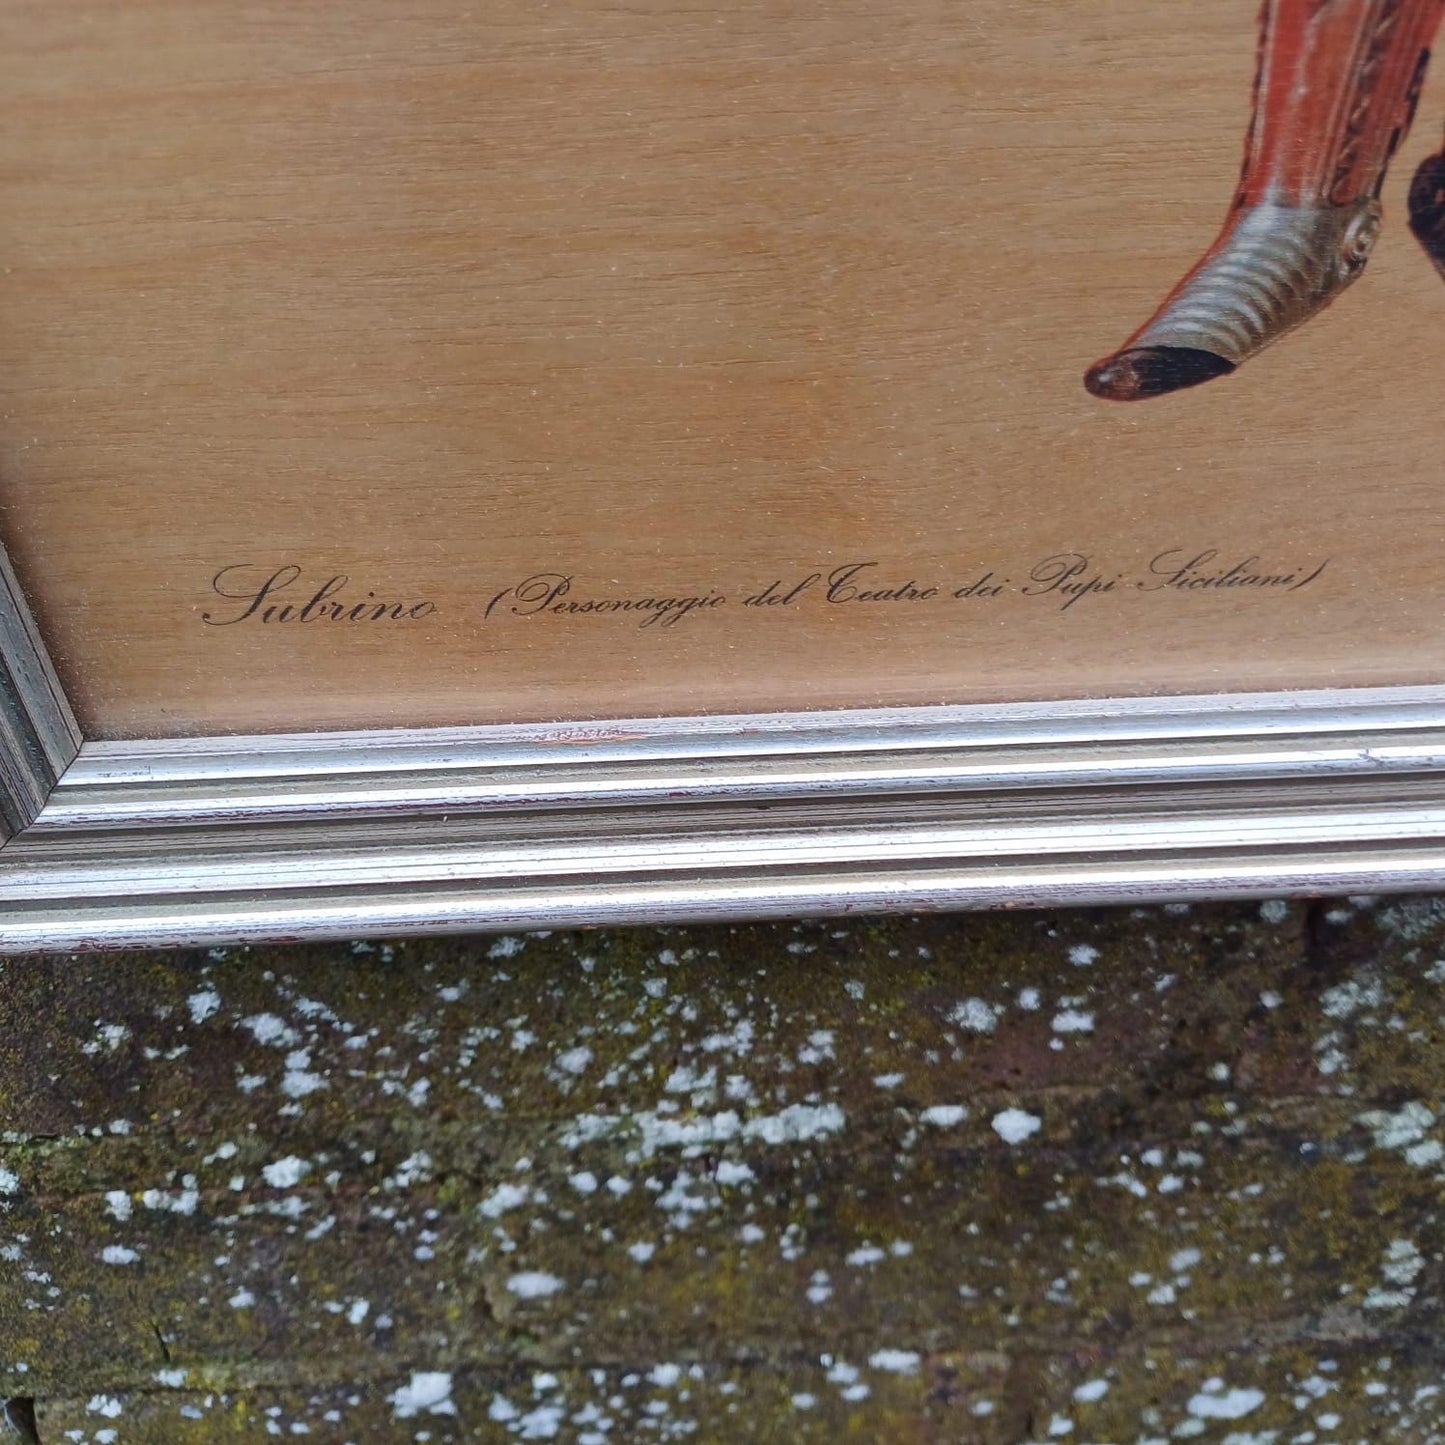 Subrino (Personaggio del Teatro dei Pupi Siciliani)